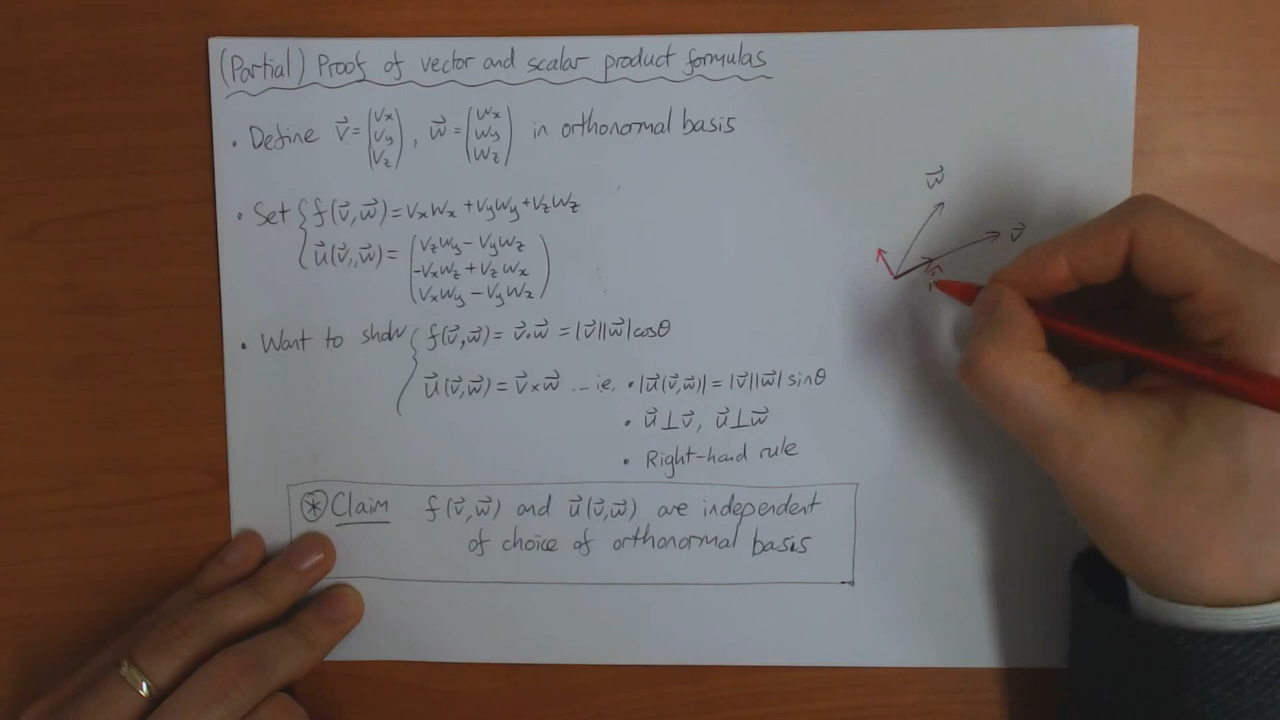 (Partial) Proof of vector and scalar product formulas
• Define v⃗ = (Vx Vy Vz), w⃗ = (Wx Wy Wz) in orthonormal basis
• Set { f(v⃗,w⃗) = VxWx + VyWy + VzWz
u⃗(v⃗,w⃗) = (VzWy − VyWz
−VxWz + VzWx
VxWy − VyWz)
• Want to show { f(v⃗,w⃗) = v⃗·w⃗ = |v⃗||w⃗|cosθ
u⃗(v⃗,w⃗) = v⃗×w⃗ ... ie. • |u⃗(v⃗,w⃗)| = |v⃗||w⃗| sinθ
• u⃗⊥v⃗, u⃗⊥w⃗
• Right-hand rule
⊛ Claim f(v⃗,w⃗) and u⃗(v⃗,w⃗) are independent
of choice of orthonormal basis
w⃗
v⃗